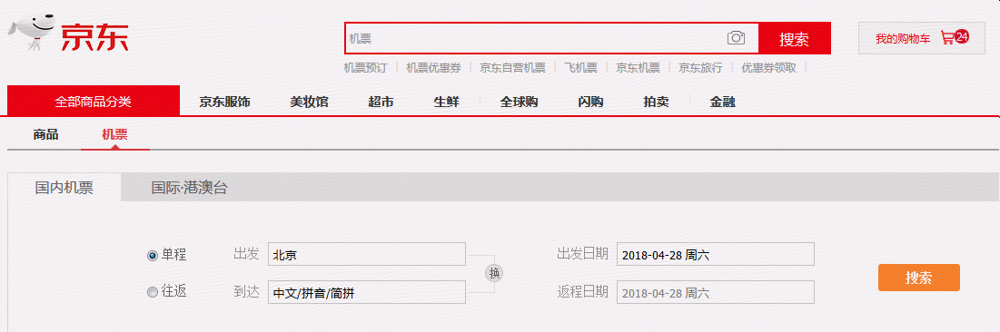 京东
机票
搜索
我的购物车 24
机票预订 机票优惠券 京东自营机票 飞机票 京东机票 京东旅行 优惠券领取
全部商品分类 京东服饰 美妆馆 超市 生鲜 全球购 闪购 拍卖 金融
商品 机票
国内机票 国际·港澳台
单程 出发 北京 出发日期 2018-04-28 周六
换
搜索
往返 到达 中文/拼音/简拼 返程日期 2018-04-28 周六